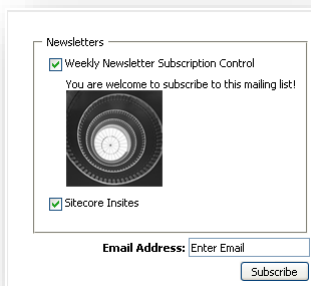 Newsletters
Weekly Newsletter Subscription Control
You are welcome to subscribe to this mailing list!
Sitecore Insites
Email Address: Enter Email
Subscribe